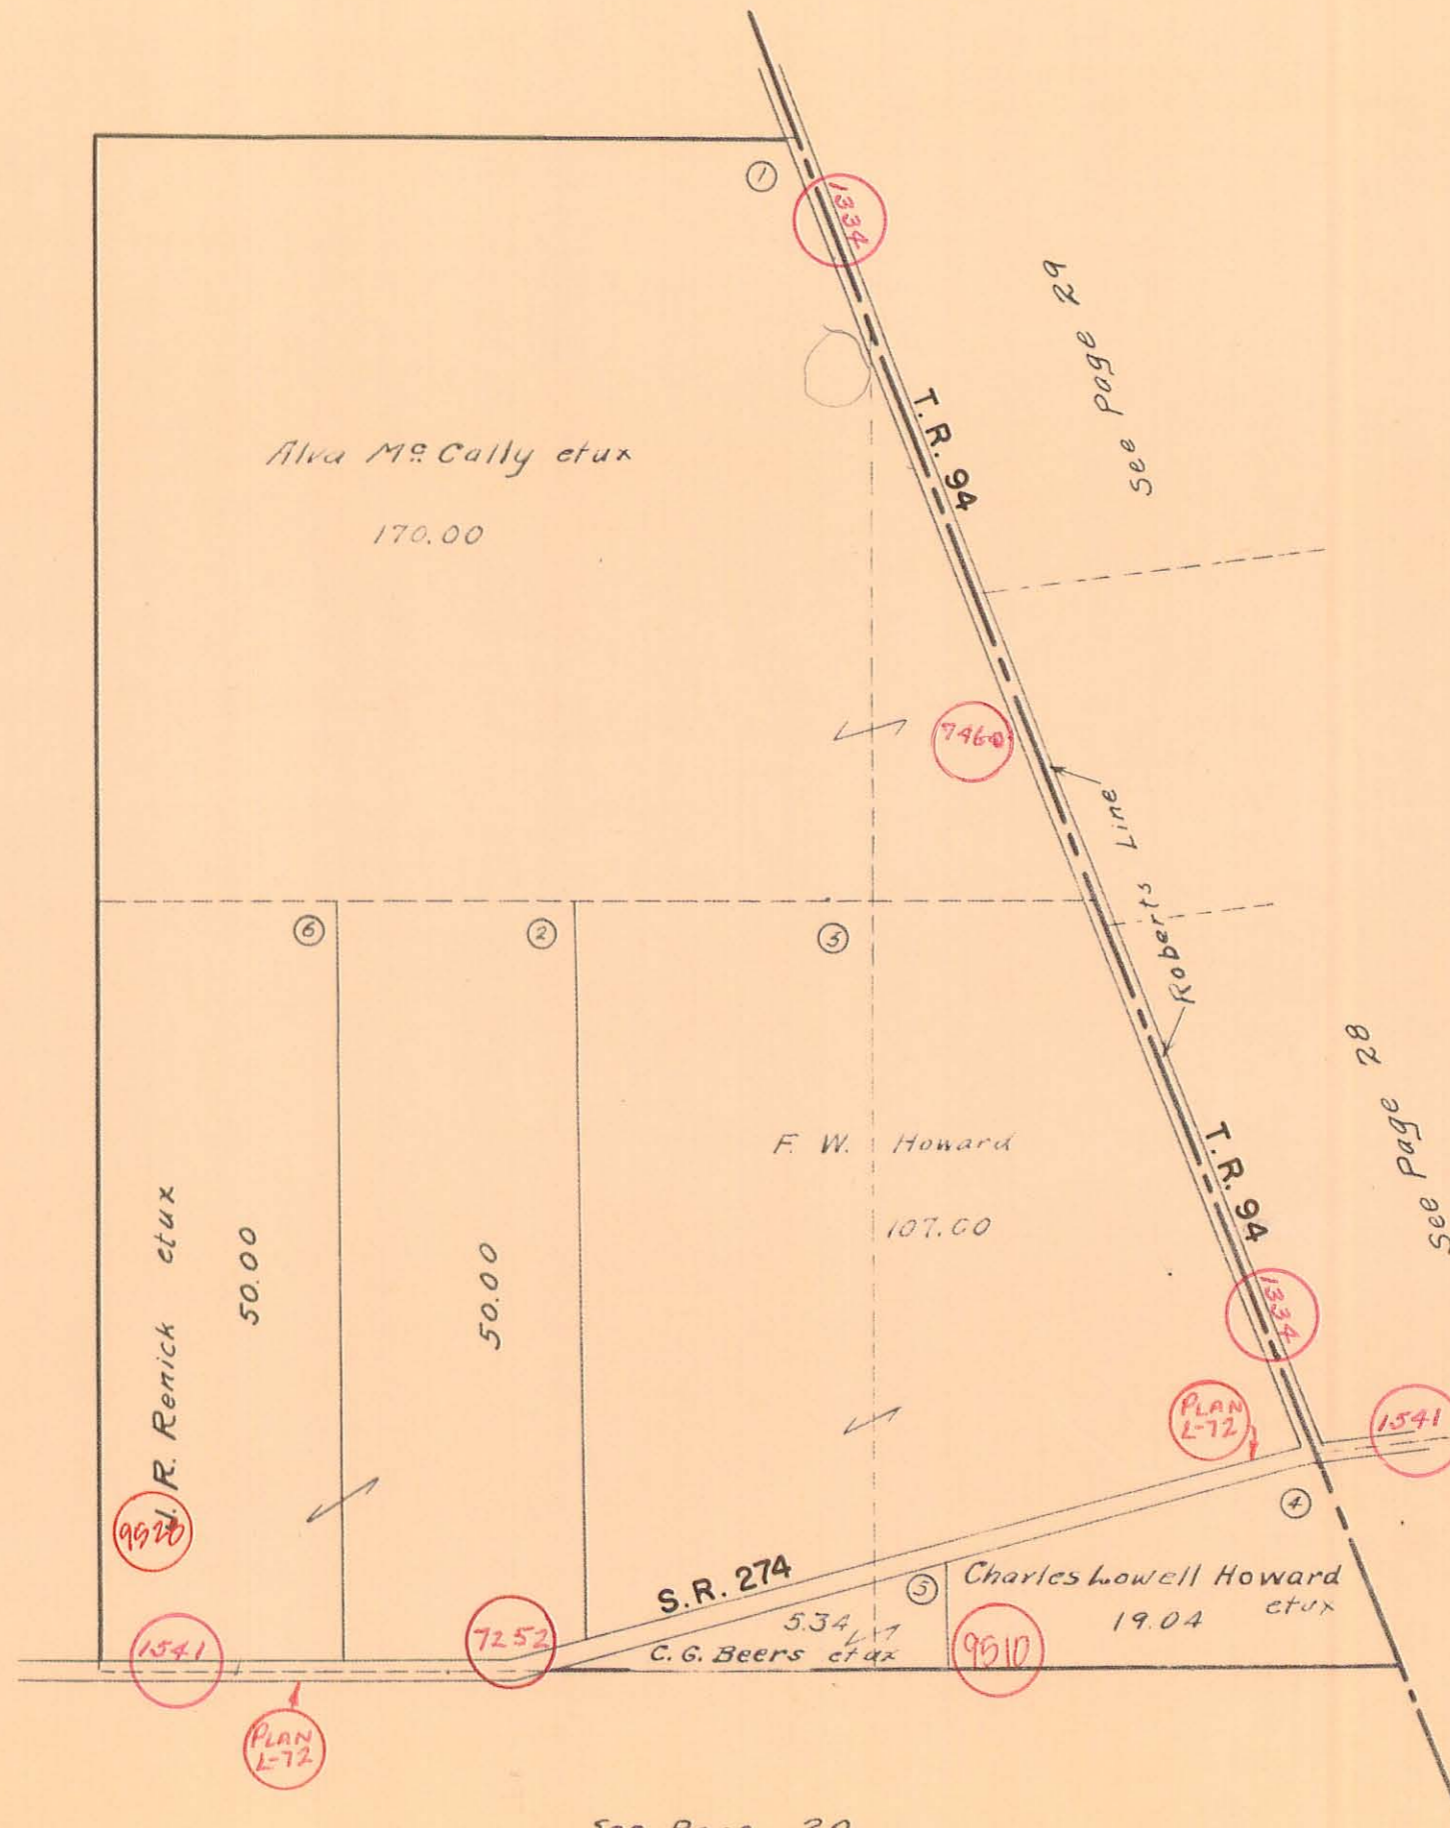 1
1334
See Page 29
T. R. 94
Alva Mc Cally etux
170.00
7460
Roberts Line
6
2
3
See Page 28
F. W. Howard
107.00
T. R. 94
J. R. Renick etux
50.00
50.00
1334
PLAN
L-72
1541
4
S. R. 274
5
Charles Lowell Howard
etux
19.04
5.34
C. G. Beers etux
9510
7252
1541
PLAN
L-72
See Page